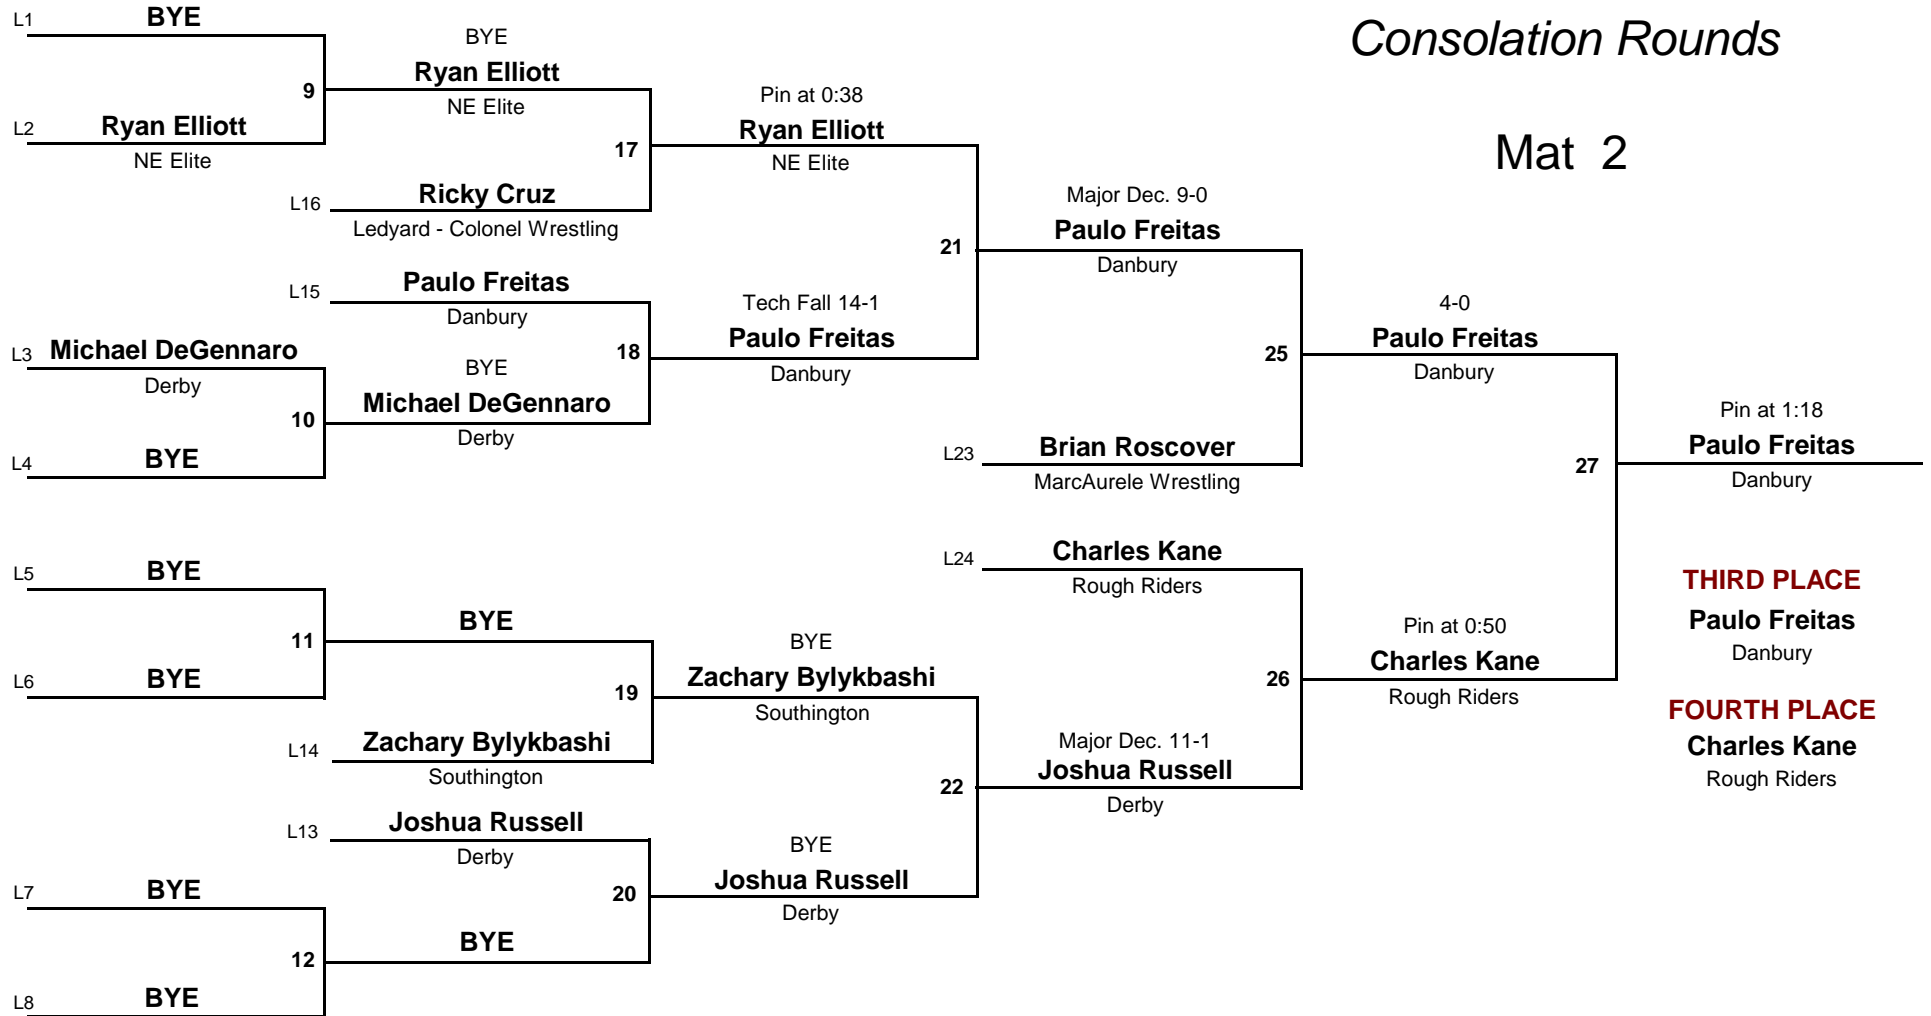 Consolation Rounds
Mat 2
L1 BYE
9
L2 Ryan Elliott
NE Elite
BYE
Ryan Elliott
NE Elite
17
L16 Ricky Cruz
Ledyard - Colonel Wrestling
Pin at 0:38
Ryan Elliott
NE Elite
21
L15 Paulo Freitas
Danbury
18
L3 Michael DeGennaro
Derby
10
L4 BYE
BYE
Michael DeGennaro
Derby
Tech Fall 14-1
Paulo Freitas
Danbury
Major Dec. 9-0
Paulo Freitas
Danbury
25
L23 Brian Roscover
MarcAurele Wrestling
4-0
Paulo Freitas
Danbury
27
Pin at 1:18
Paulo Freitas
Danbury
L5 BYE
11
L6 BYE
BYE
19
L14 Zachary Bylykbashi
Southington
BYE
Zachary Bylykbashi
Southington
22
L13 Joshua Russell
Derby
20
L7 BYE
12
L8 BYE
BYE
BYE
Joshua Russell
Derby
L24 Charles Kane
Rough Riders
26
Major Dec. 11-1
Joshua Russell
Derby
Pin at 0:50
Charles Kane
Rough Riders
THIRD PLACE
Paulo Freitas
Danbury
FOURTH PLACE
Charles Kane
Rough Riders